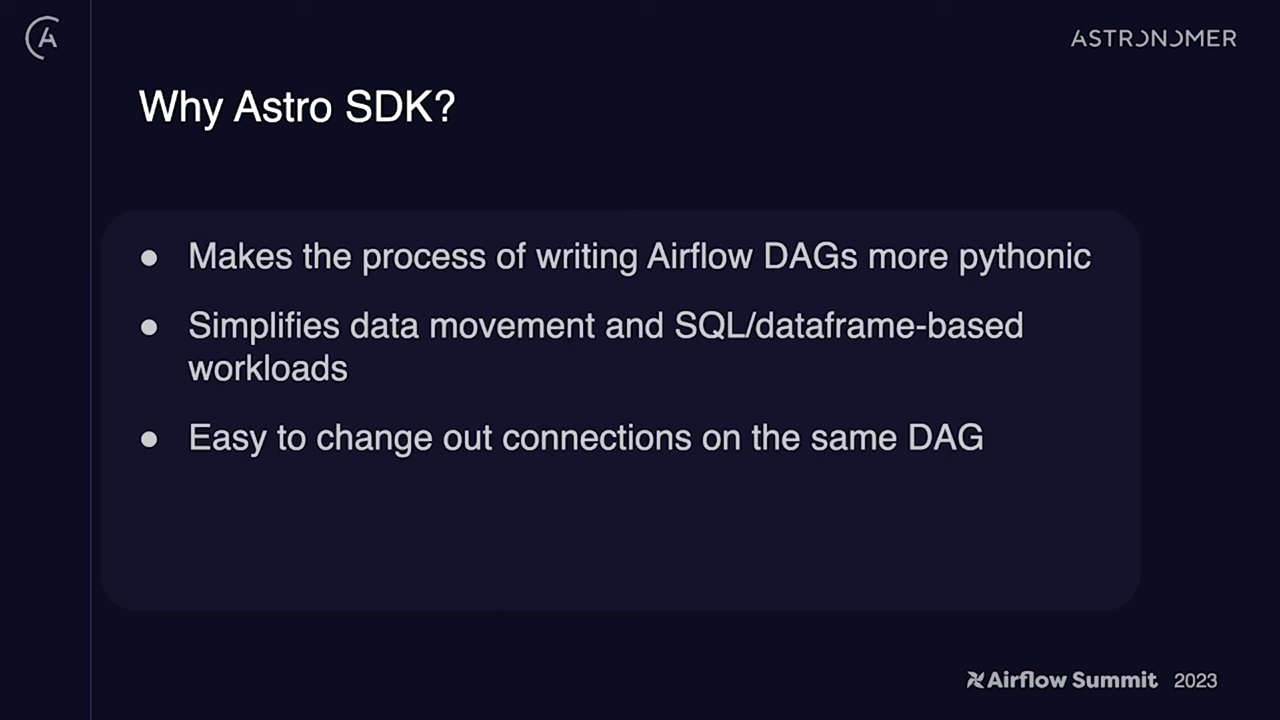 ASTRONOMER
Why Astro SDK?
● Makes the process of writing Airflow DAGs more pythonic
● Simplifies data movement and SQL/dataframe-based
workloads
● Easy to change out connections on the same DAG
Airflow Summit 2023